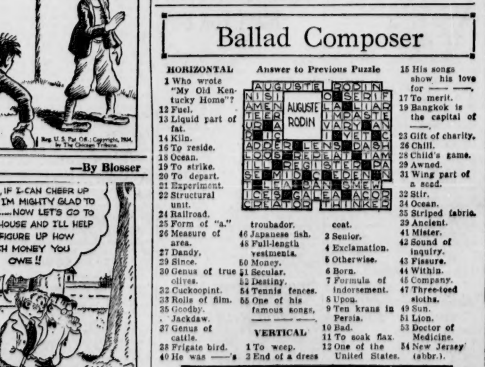 Reg. U. S. Pat. Off.: Copyright, 1934,
by The Chicago Tribune.
—By Blosser
IF I CAN CHEER UP
I'M MIGHTY GLAD TO
.....NOW LET'S GO TO
HOUSE AND I'LL HELP
FIGURE UP HOW
H MONEY YOU
OWE !!
Ballad Composer
HORIZONTAL
1 Who wrote
"My Old Ken-
tucky Home"?
12 Fuel.
13 Liquid part of
fat.
14 Kiln.
16 To reside.
18 Ocean.
19 To strike.
20 To depart.
21 Experiment.
22 Structural
unit.
24 Railroad.
25 Form of "a."
26 Measure of
area.
27 Dandy.
29 Since.
30 Genus of true
olives.
32 Cuckoopint.
33 Rolls of film.
35 Goodby.
Jackdaw.
37 Genus of
cattle.
38 Frigate bird.
40 He was ——'s
Answer to Previous Puzzle
AUGUSTE RODIN
AUGUSTE
RODIN
troubador.
46 Japanese fish.
48 Full-length
vestments.
50 Money.
51 Secular.
52 Destiny.
54 Tennis fences.
55 One of his
famous songs,
VERTICAL
1 To weep.
2 End of a dress
coat.
3 Senior.
4 Exclamation.
5 Otherwise.
6 Born.
7 Formula of
indorsement.
8 Upon.
9 Ten krans in
Persia.
10 Bad.
11 To soak flax.
12 One of the
United States.
15 His songs
show his love
for — —.
17 To merit.
19 Bangkok is
the capital of
——.
23 Gift of charity.
26 Chill.
28 Child's game.
29 Awned.
31 Wing part of
a seed.
32 Stir.
34 Ocean.
35 Striped fabric.
39 Ancient.
41 Mister.
42 Sound of
inquiry.
43 Fissure.
44 Within.
45 Company.
47 Three-toed
sloths.
49 Sun.
51 Lion.
53 Doctor of
Medicine.
54 New Jersey
(abbr.).